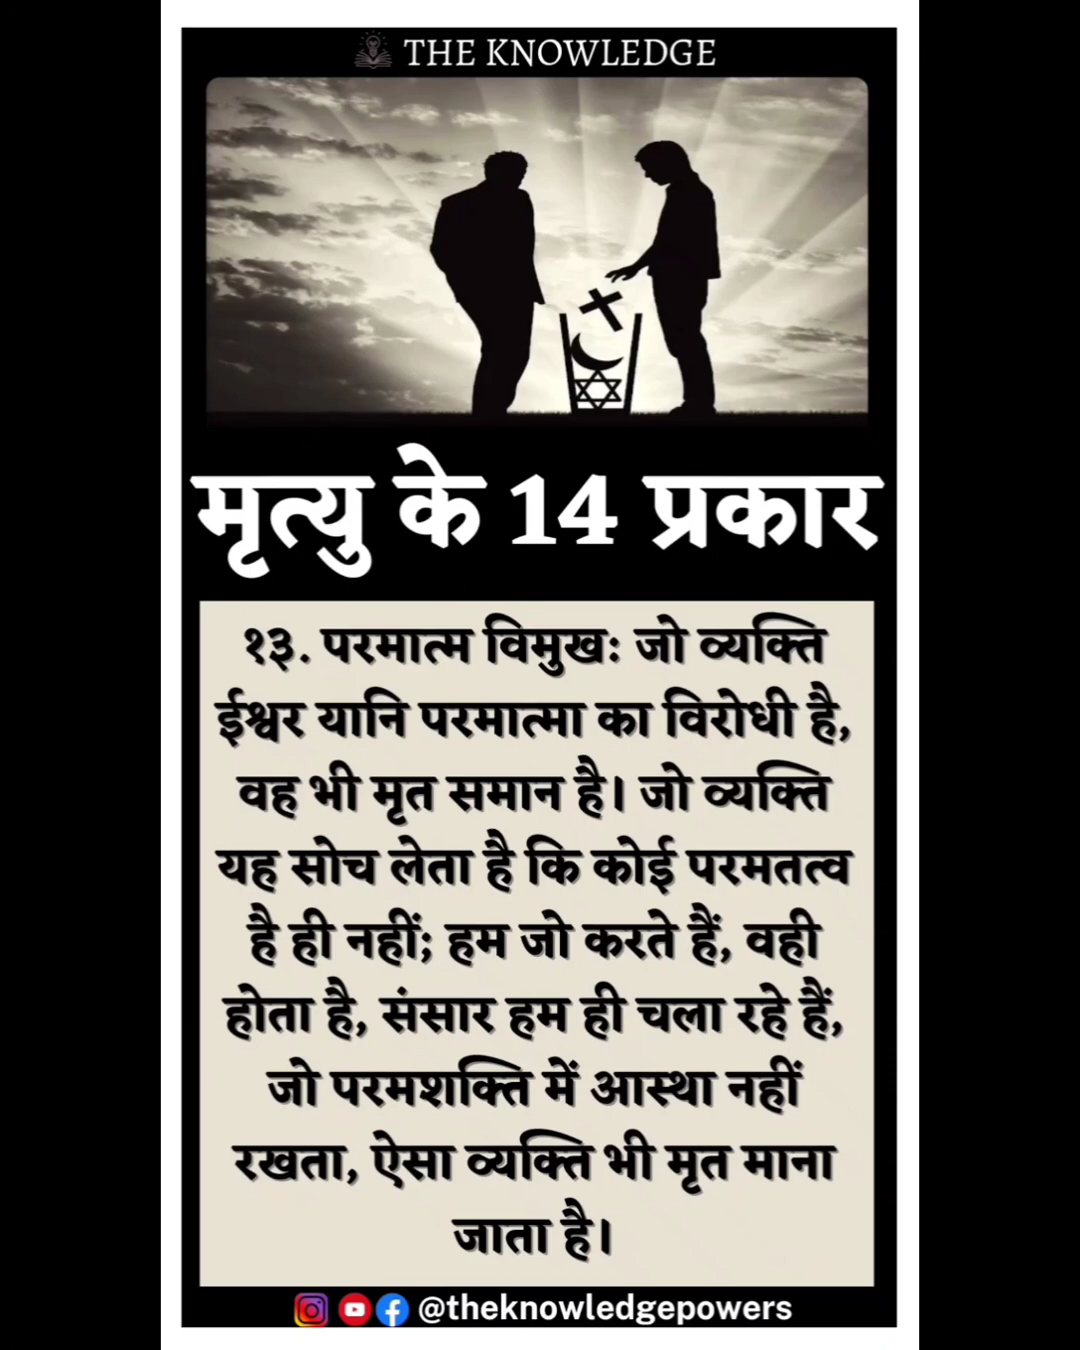 THE KNOWLEDGE
मृत्यु के 14 प्रकार
१३. परमात्म विमुख: जो व्यक्ति
ईश्वर यानि परमात्मा का विरोधी है,
वह भी मृत समान है। जो व्यक्ति
यह सोच लेता है कि कोई परमतत्व
है ही नहीं; हम जो करते हैं, वही
होता है, संसार हम ही चला रहे हैं,
जो परमशक्ति में आस्था नहीं
रखता, ऐसा व्यक्ति भी मृत माना
जाता है।
@theknowledgepowers